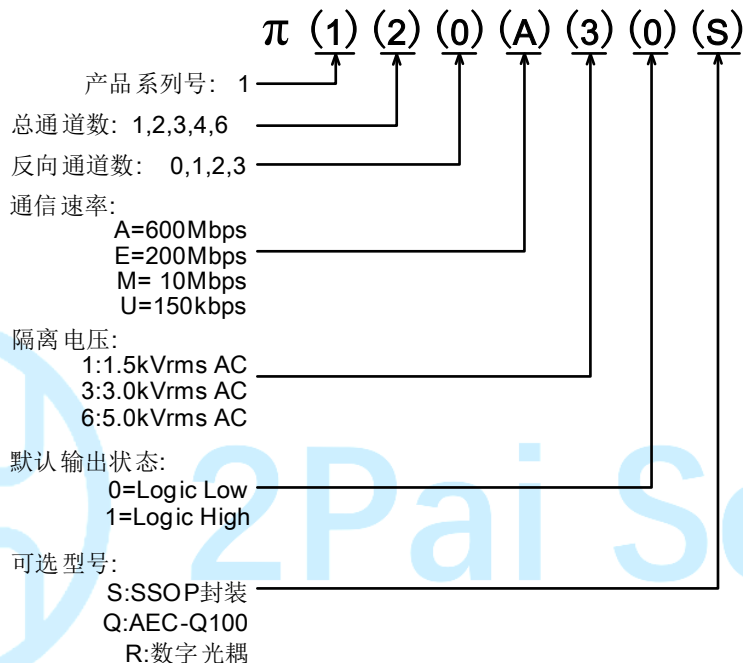 π (1) (2) (0) (A) (3) (0) (S)
产品系列号: 1
总通道数: 1,2,3,4,6
反向通道数: 0,1,2,3
通信速率:
A=600Mbps
E=200Mbps
M= 10Mbps
U=150kbps
隔离电压:
1:1.5kVrms AC
3:3.0kVrms AC
6:5.0kVrms AC
默认输出状态:
0=Logic Low
1=Logic High
可选型号:
S:SSOP封装
Q:AEC-Q100
R:数字光耦
2Pai Se